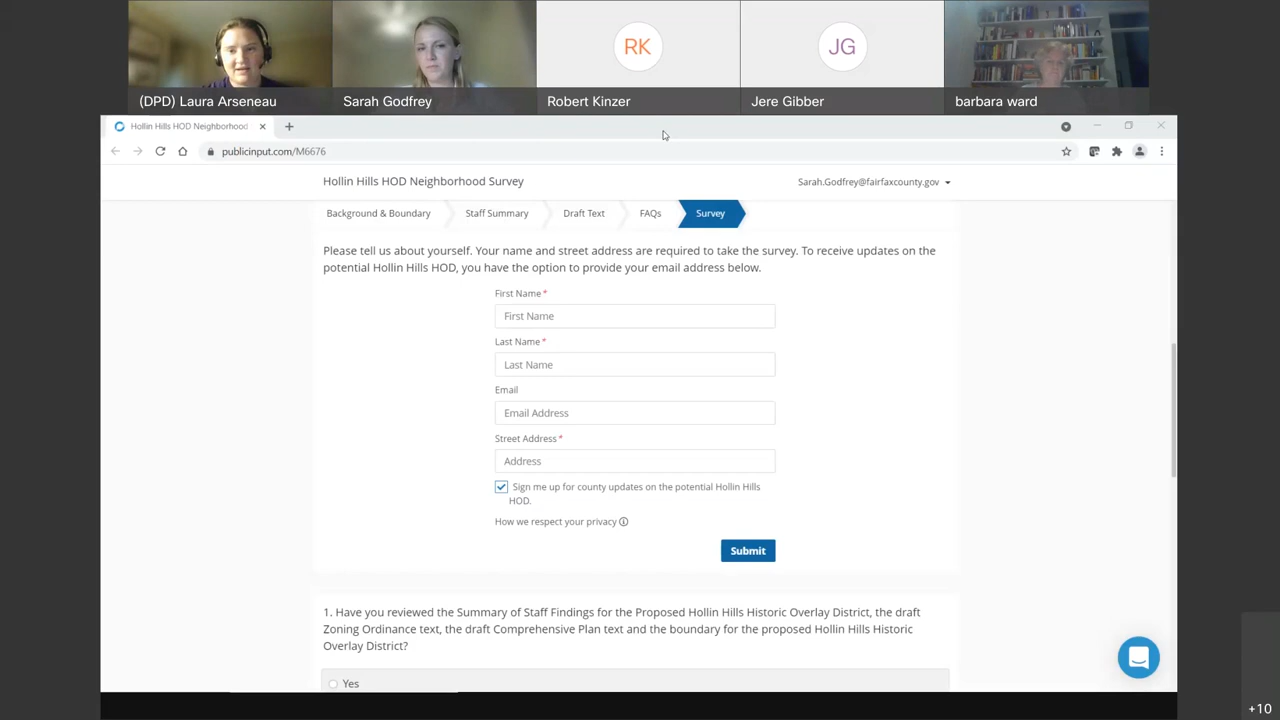 RK
JG
(DPD) Laura Arseneau
Sarah Godfrey
Robert Kinzer
Jere Gibber
barbara ward
Hollin Hills HOD Neighborhood
publicinput.com/M6676
Hollin Hills HOD Neighborhood Survey
Sarah.Godfrey@fairfaxcounty.gov
Background & Boundary
Staff Summary
Draft Text
FAQs
Survey
Please tell us about yourself. Your name and street address are required to take the survey. To receive updates on the
potential Hollin Hills HOD, you have the option to provide your email address below.
First Name*
First Name
Last Name*
Last Name
Email
Email Address
Street Address*
Address
Sign me up for county updates on the potential Hollin Hills
HOD.
How we respect your privacy
Submit
1. Have you reviewed the Summary of Staff Findings for the Proposed Hollin Hills Historic Overlay District, the draft
Zoning Ordinance text, the draft Comprehensive Plan text and the boundary for the proposed Hollin Hills Historic
Overlay District?
Yes
+10